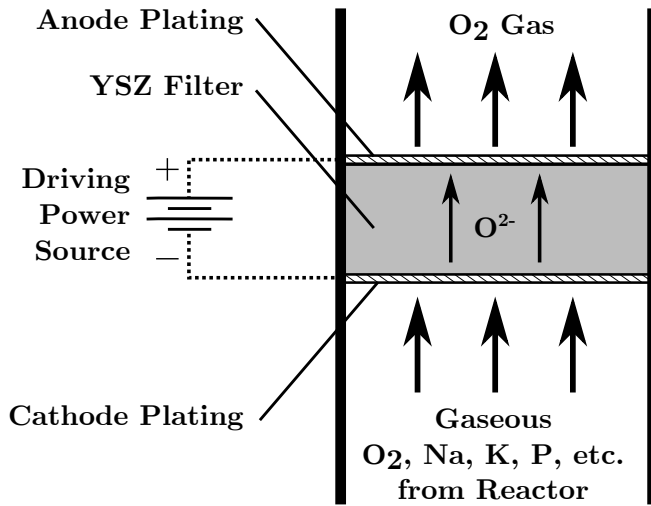 Anode Plating
O2 Gas
YSZ Filter
+
Driving
Power
Source
−
O2-
Cathode Plating
Gaseous
O2, Na, K, P, etc.
from Reactor